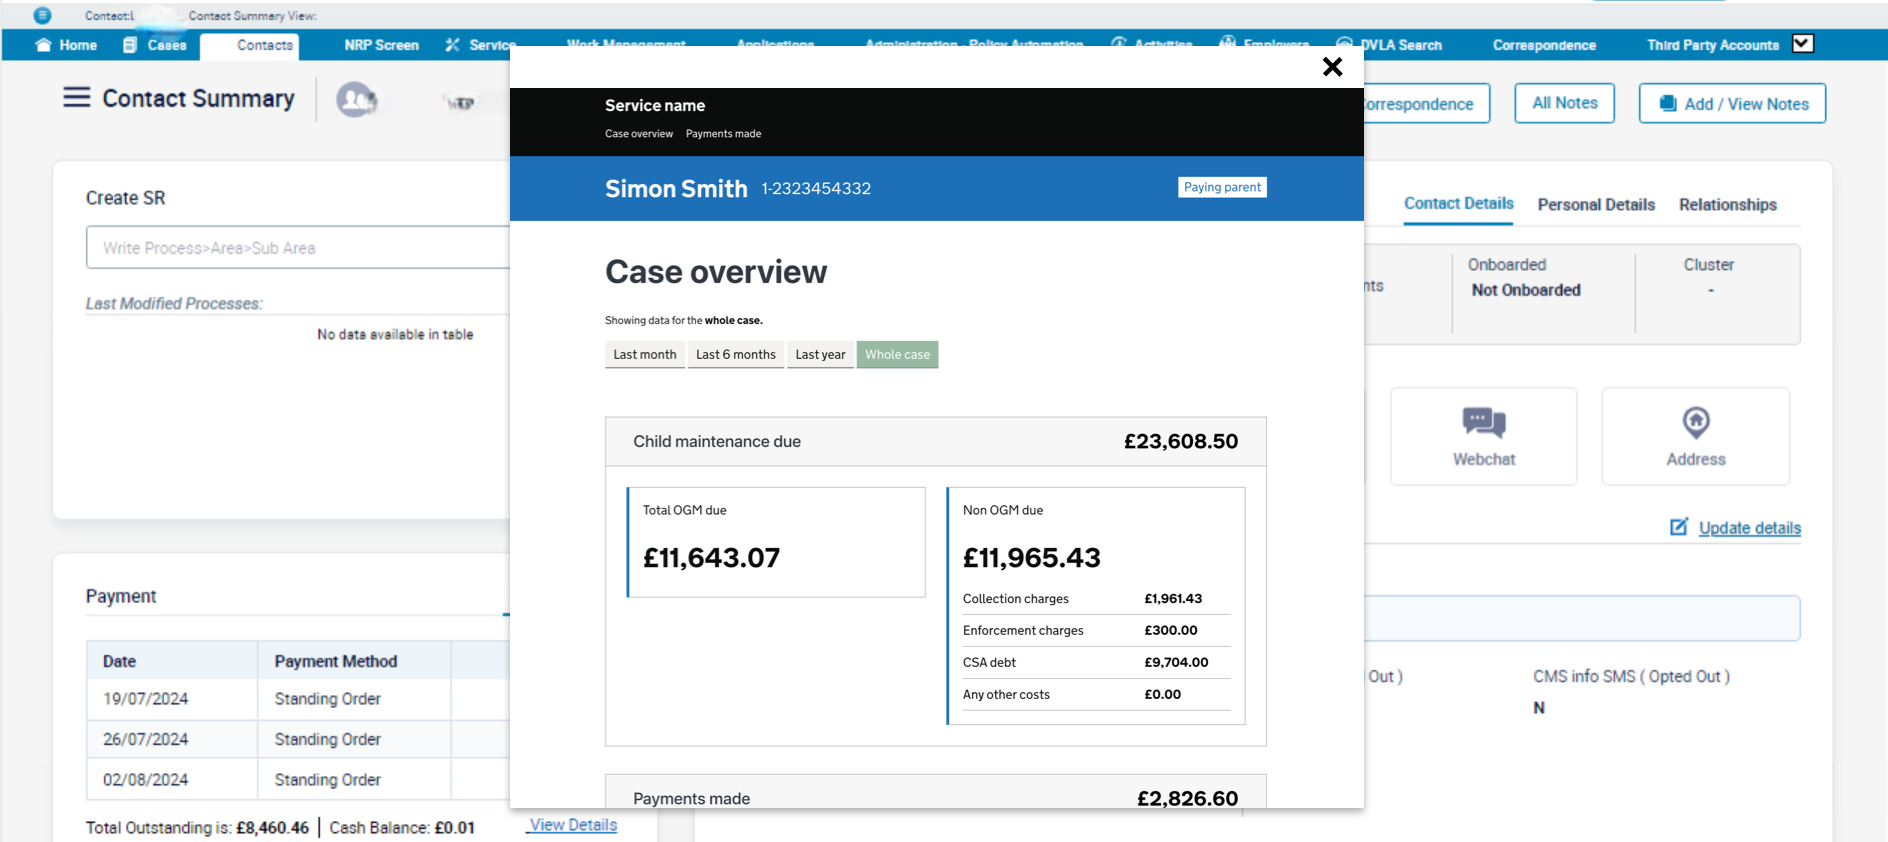 Contact:L Contact Summary View:
Home Cases Contacts NRP Screen Service Work Management Applications Administration - Policy Automation Activities Employers DVLA Search Correspondence Third Party Accounts
Contact Summary
orrespondence All Notes Add / View Notes
Create SR
Write Process>Area>Sub Area
Last Modified Processes:
No data available in table
Payment
Date Payment Method
19/07/2024 Standing Order
26/07/2024 Standing Order
02/08/2024 Standing Order
Total Outstanding is: £8,460.46 | Cash Balance: £0.01 View Details
Service name
Case overview Payments made
Simon Smith 1-2323454332 Paying parent
Case overview
Showing data for the whole case.
Last month Last 6 months Last year Whole case
Child maintenance due £23,608.50
Total OGM due
£11,643.07
Non OGM due
£11,965.43
Collection charges £1,961.43
Enforcement charges £300.00
CSA debt £9,704.00
Any other costs £0.00
Payments made £2,826.60
Contact Details Personal Details Relationships
nts
Onboarded
Not Onboarded
Cluster
-
Webchat
Address
Update details
Out ) CMS info SMS ( Opted Out )
N